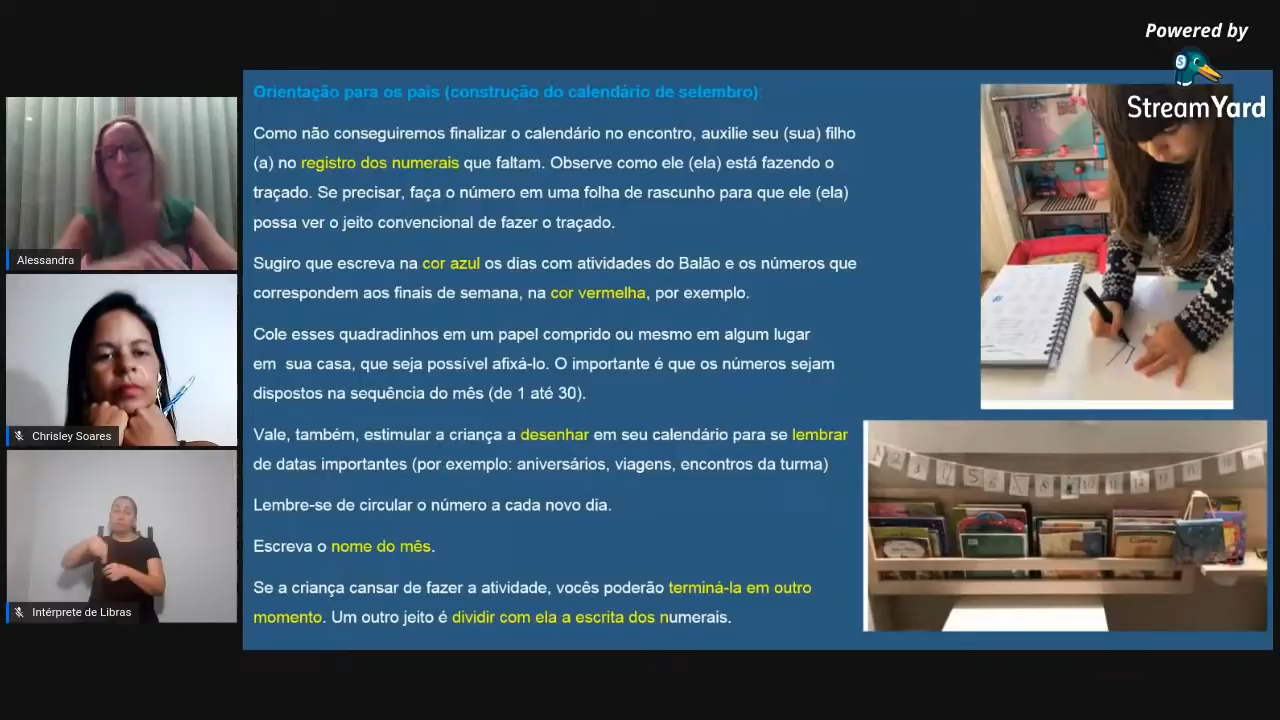 Powered by
StreamYard
Orientação para os pais (construção do calendário de setembro):
Como não conseguiremos finalizar o calendário no encontro, auxilie seu (sua) filho
(a) no registro dos numerais que faltam. Observe como ele (ela) está fazendo o
traçado. Se precisar, faça o número em uma folha de rascunho para que ele (ela)
possa ver o jeito convencional de fazer o traçado.
Sugiro que escreva na cor azul os dias com atividades do Balão e os números que
correspondem aos finais de semana, na cor vermelha, por exemplo.
Cole esses quadradinhos em um papel comprido ou mesmo em algum lugar
em  sua casa, que seja possível afixá-lo. O importante é que os números sejam
dispostos na sequência do mês (de 1 até 30).
Vale, também, estimular a criança a desenhar em seu calendário para se lembrar
de datas importantes (por exemplo: aniversários, viagens, encontros da turma)
Lembre-se de circular o número a cada novo dia.
Escreva o nome do mês.
Se a criança cansar de fazer a atividade, vocês poderão terminá-la em outro
momento. Um outro jeito é dividir com ela a escrita dos numerais.
Alessandra
Chrisley Soares
Intérprete de Libras